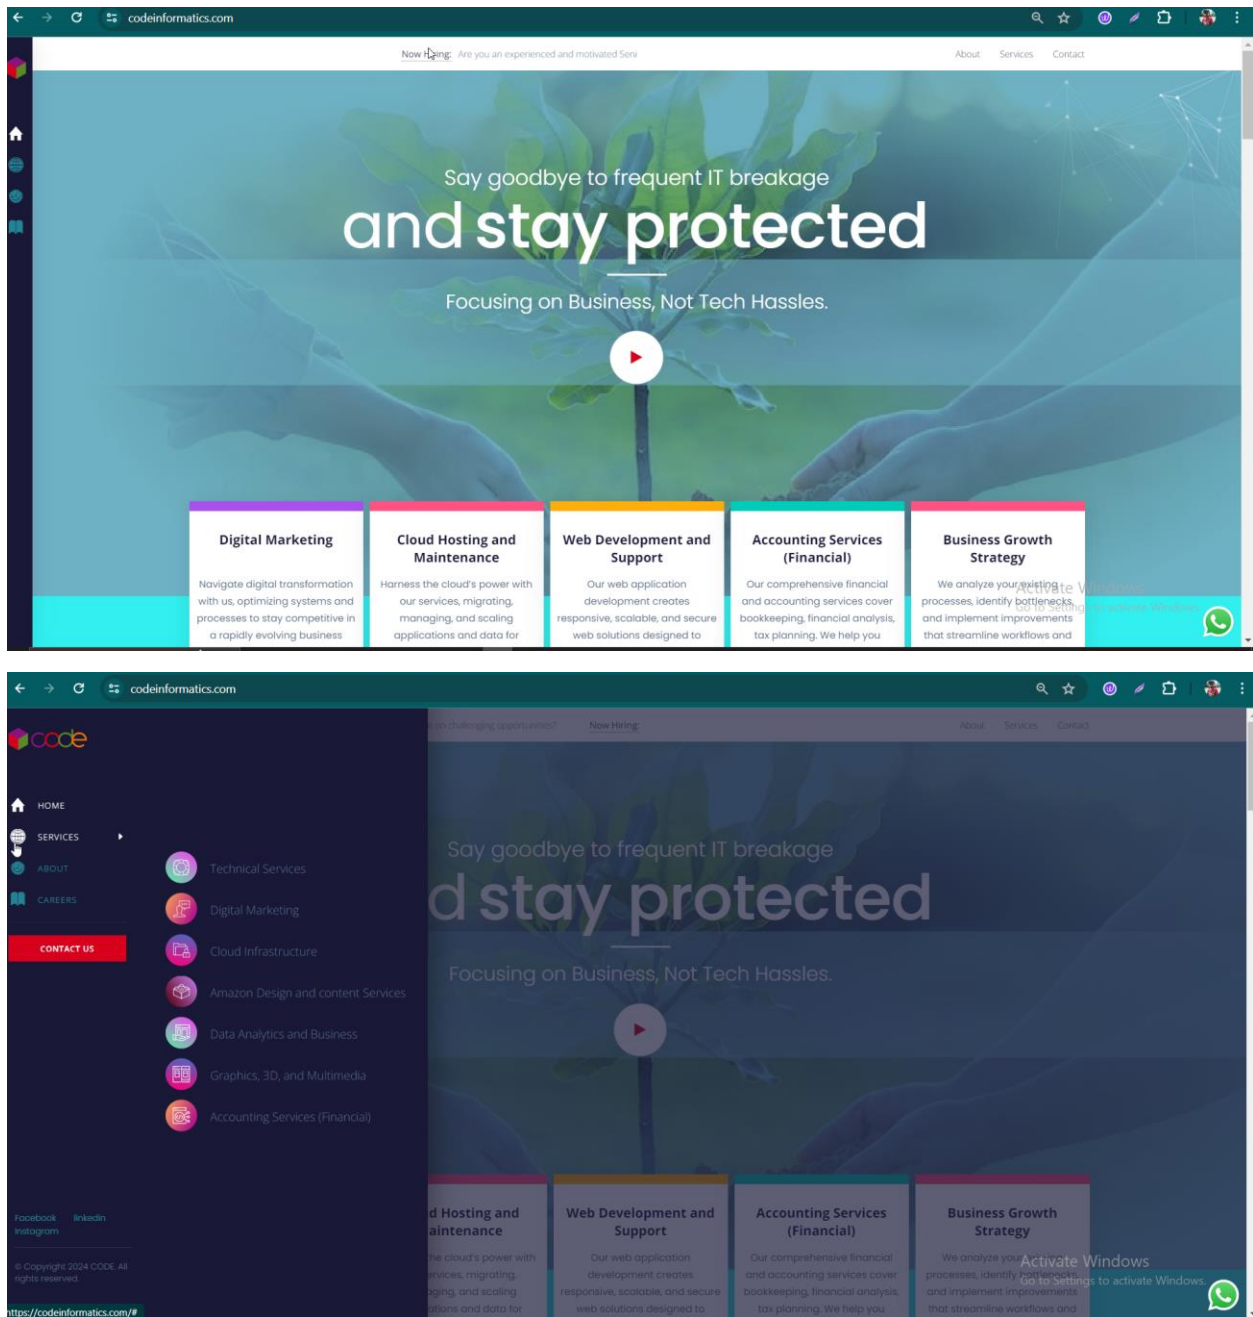 codeinformatics.com
Now Hiring: Are you an experienced and motivated Seni
About Services Contact
Say goodbye to frequent IT breakage
and stay protected
Focusing on Business, Not Tech Hassles.
Digital Marketing
Navigate digital transformation
with us, optimizing systems and
processes to stay competitive in
a rapidly evolving business
Cloud Hosting and
Maintenance
Harness the cloud's power with
our services, migrating,
managing, and scaling
applications and data for
Web Development and
Support
Our web application
development creates
responsive, scalable, and secure
web solutions designed to
Accounting Services
(Financial)
Our comprehensive financial
and accounting services cover
bookkeeping, financial analysis,
tax planning. We help you
Business Growth
Strategy
We analyze your existing
processes, identify bottlenecks,
and implement improvements
that streamline workflows and
Activate Windows
Go to Settings to activate Windows.
codeinformatics.com
code
on challenging opportunities? Now Hiring:
About Services Contact
HOME
SERVICES
ABOUT
CAREERS
CONTACT US
Technical Services
Digital Marketing
Cloud Infrastructure
Amazon Design and content Services
Data Analytics and Business
Graphics, 3D, and Multimedia
Accounting Services (Financial)
Facebook linkedin
Instagram
© Copyright 2024 CODE. All
rights reserved.
https://codeinformatics.com/#
Say goodbye to frequent IT breakage
d stay protected
Focusing on Business, Not Tech Hassles.
d Hosting and
aintenance
the cloud's power with
ervices, migrating,
aging, and scaling
ations and data for
Web Development and
Support
Our web application
development creates
responsive, scalable, and secure
web solutions designed to
Accounting Services
(Financial)
Our comprehensive financial
and accounting services cover
bookkeeping, financial analysis,
tax planning. We help you
Business Growth
Strategy
We analyze your existing
processes, identify bottlenecks,
and implement improvements
that streamline workflows and
Activate Windows
Go to Settings to activate Windows.